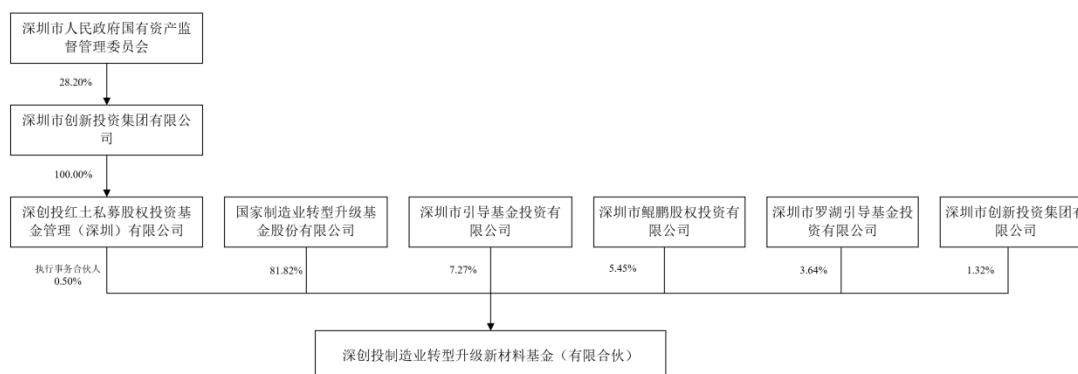 深圳市人民政府国有资产监
督管理委员会
28.20%
深圳市创新投资集团有限公
司
100.00%
深创投红土私募股权投资基
金管理（深圳）有限公司
国家制造业转型升级基
金股份有限公司
深圳市引导基金投资有
限公司
深圳市鲲鹏股权投资有
限公司
深圳市罗湖引导基金投
资有限公司
深圳市创新投资集团有
限公司
执行事务合伙人
0.50%
81.82%
7.27%
5.45%
3.64%
1.32%
深创投制造业转型升级新材料基金（有限合伙）